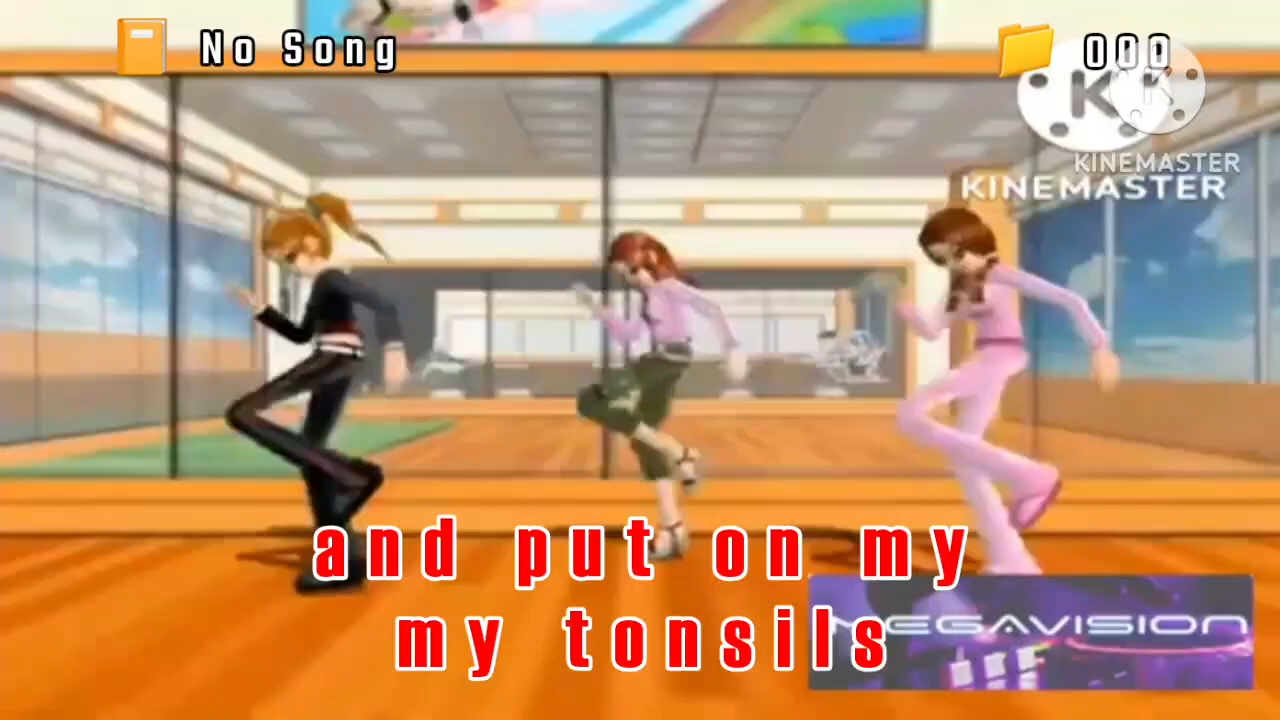 No Song
000
KINEMASTER
KINEMASTER
and put on my
my tonsils
MEGAVISION